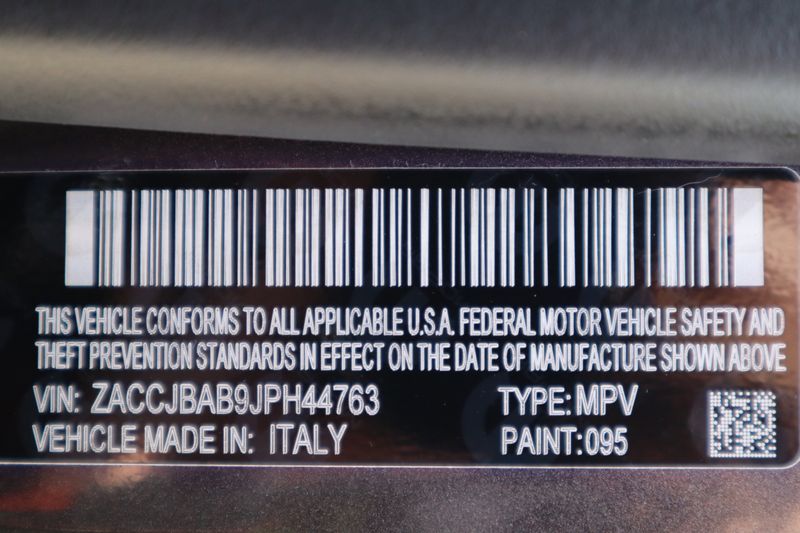 THIS VEHICLE CONFORMS TO ALL APPLICABLE U.S.A. FEDERAL MOTOR VEHICLE SAFETY AND
THEFT PREVENTION STANDARDS IN EFFECT ON THE DATE OF MANUFACTURE SHOWN ABOVE
VIN: ZACCJBAB9JPH44763 TYPE: MPV
VEHICLE MADE IN: ITALY PAINT: 095